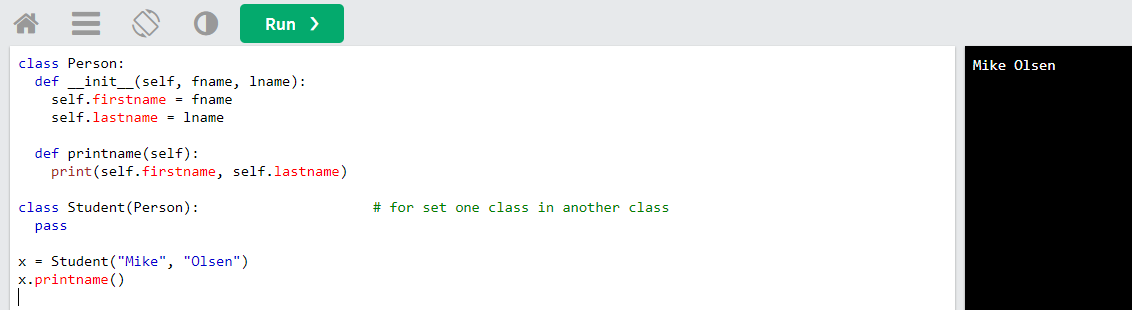 Run ❯
class Person:
  def __init__(self, fname, lname):
    self.firstname = fname
    self.lastname = lname
  def printname(self):
    print(self.firstname, self.lastname)
class Student(Person):                     # for set one class in another class
  pass
x = Student("Mike", "Olsen")
x.printname()
Mike Olsen